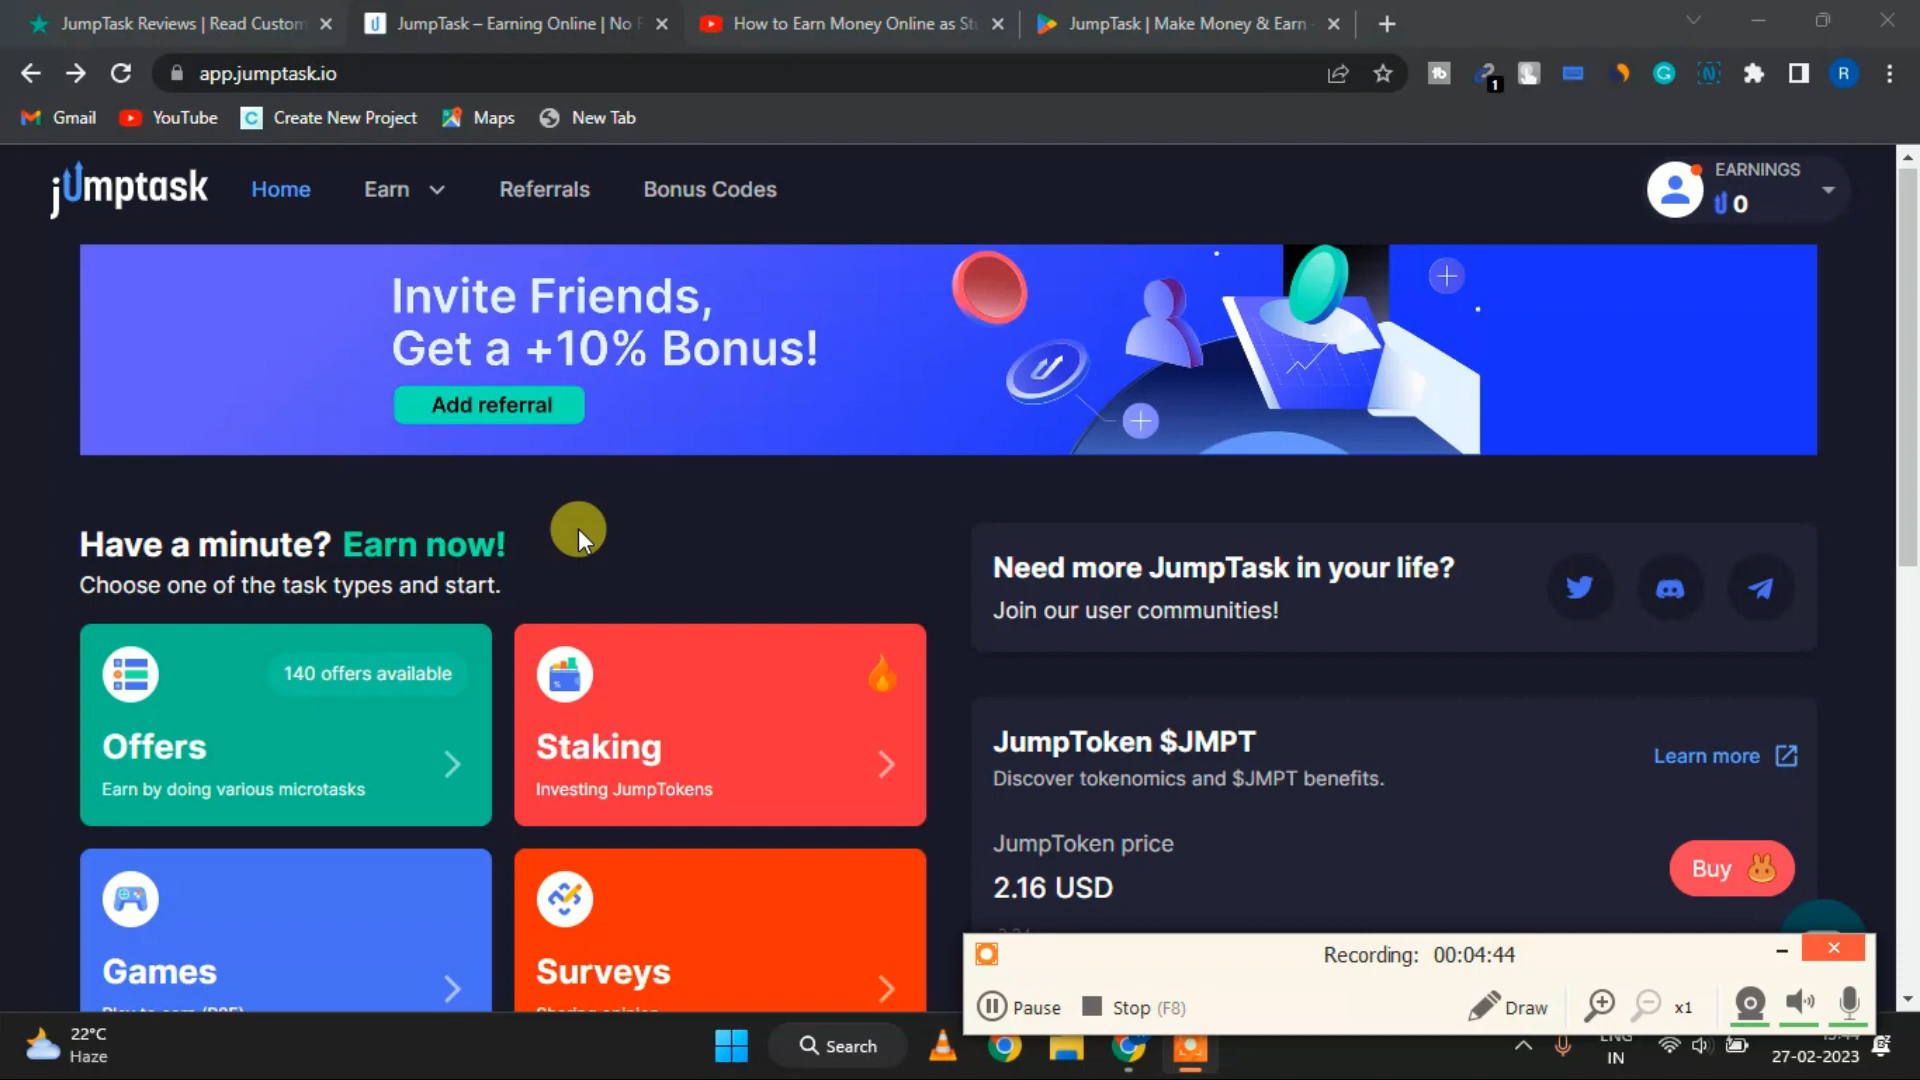 JumpTask Reviews | Read Custom
JumpTask – Earning Online | No F
How to Earn Money Online as Stu
JumpTask | Make Money & Earn
app.jumptask.io
1
R
Gmail
YouTube
Create New Project
Maps
New Tab
jumptask
Home
Earn
Referrals
Bonus Codes
EARNINGS
0
Invite Friends,
Get a +10% Bonus!
Add referral
Have a minute? Earn now!
Choose one of the task types and start.
Need more JumpTask in your life?
Join our user communities!
140 offers available
Offers
Earn by doing various microtasks
Staking
Investing JumpTokens
JumpToken $JMPT
Discover tokenomics and $JMPT benefits.
Learn more
JumpToken price
2.16 USD
Buy
Games
Surveys
Recording: 00:04:44
Pause
Stop (F8)
Draw
x1
22°C
Haze
Search
ENG
IN
27-02-2023